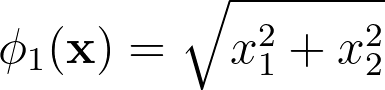 ϕ₁(𝐱) = √(x₁² + x₂²)